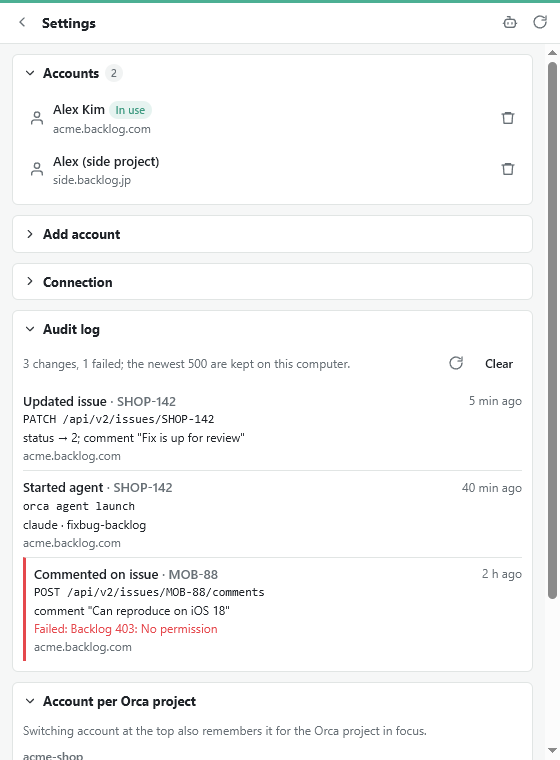 Settings
Accounts 2
Alex Kim In use
acme.backlog.com
Alex (side project)
side.backlog.jp
Add account
Connection
Audit log
3 changes, 1 failed; the newest 500 are kept on this computer. Clear
Updated issue · SHOP-142 5 min ago
PATCH /api/v2/issues/SHOP-142
status → 2; comment "Fix is up for review"
acme.backlog.com
Started agent · SHOP-142 40 min ago
orca agent launch
claude · fixbug-backlog
acme.backlog.com
Commented on issue · MOB-88 2 h ago
POST /api/v2/issues/MOB-88/comments
comment "Can reproduce on iOS 18"
Failed: Backlog 403: No permission
acme.backlog.com
Account per Orca project
Switching account at the top also remembers it for the Orca project in focus.
acme-shop